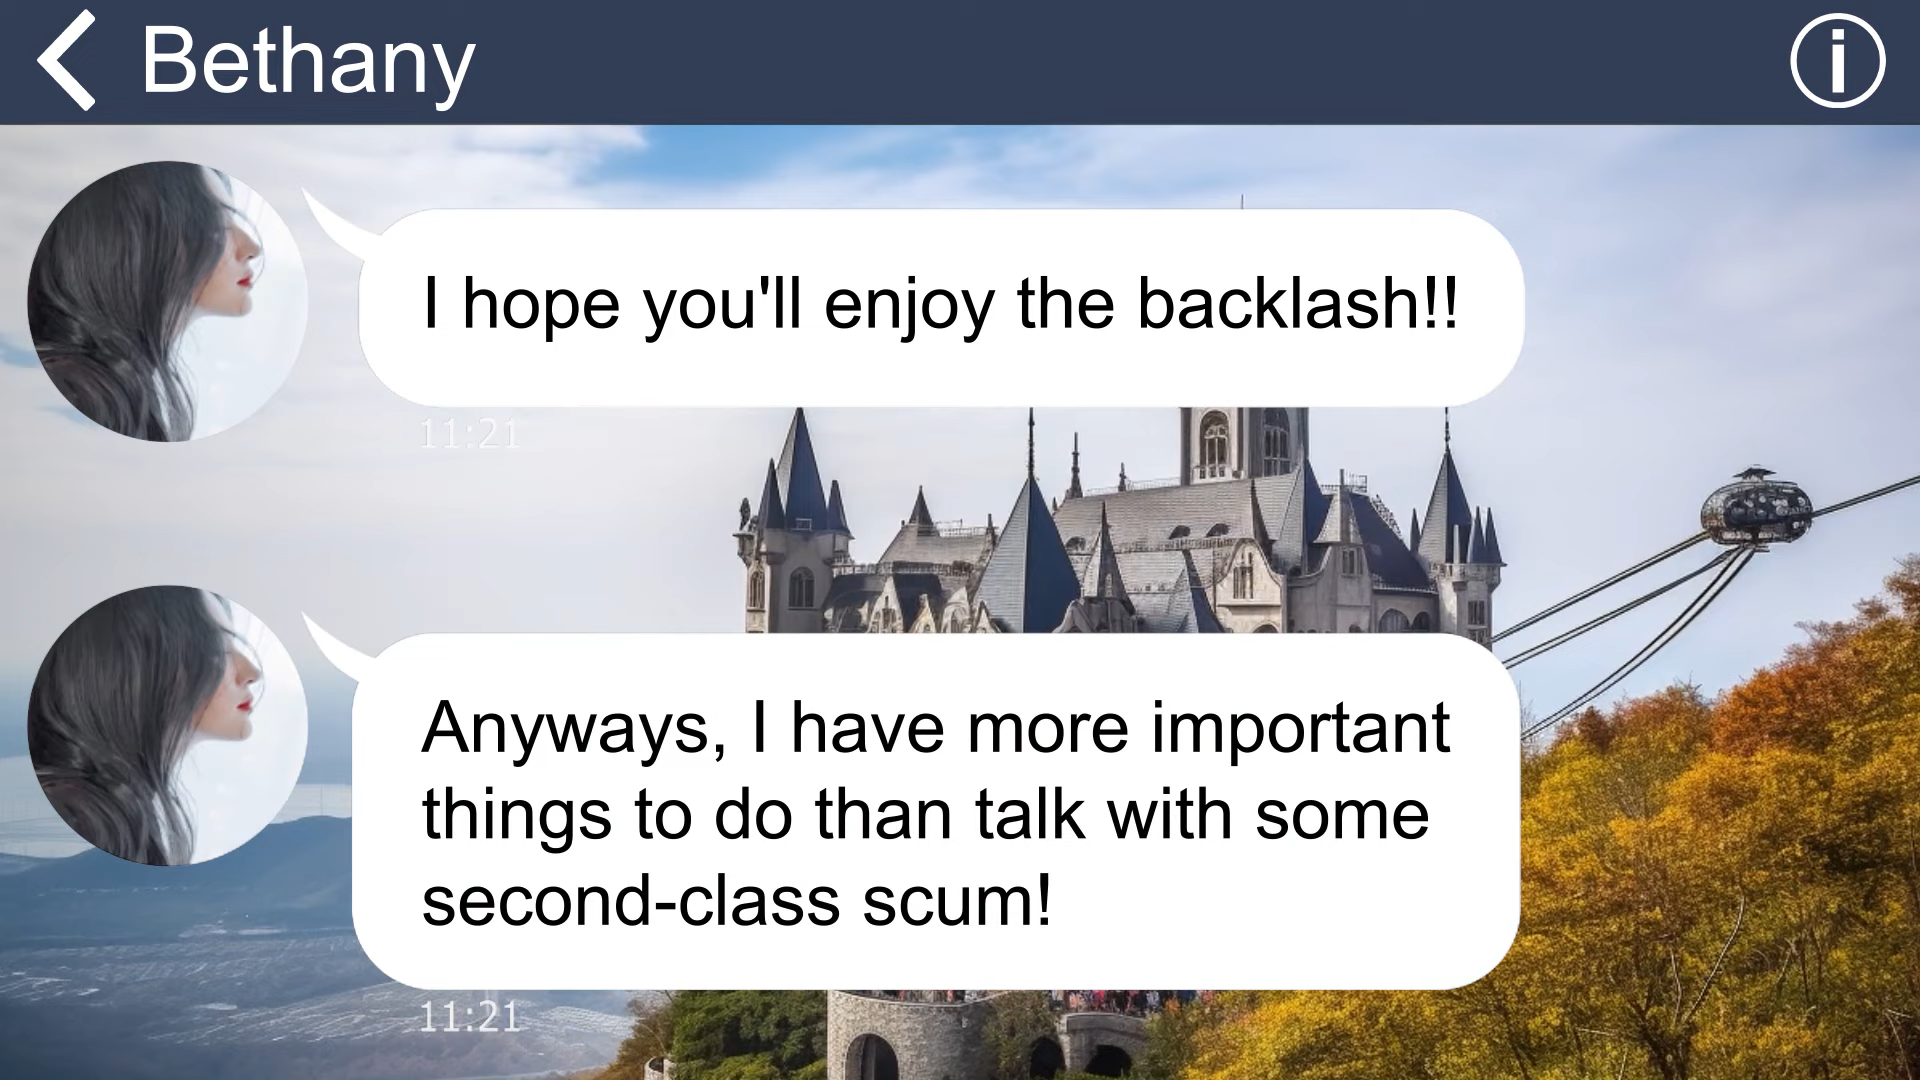 Bethany
I hope you'll enjoy the backlash!!
11:21
Anyways, I have more important
things to do than talk with some
second-class scum!
11:21